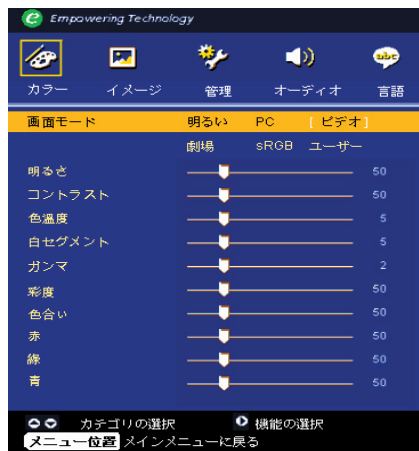 Empowering Technology
abc
カラー イメージ 管理 オーディオ 言語
画面モード 明るい PC [ ビデオ ]
劇場 sRGB ユーザー
明るさ 50
コントラスト 50
色温度 5
白セグメント 5
ガンマ 2
彩度 50
色合い 50
赤 50
緑 50
青 50
カテゴリの選択 機能の選択
メニュー位置 メインメニューに戻る